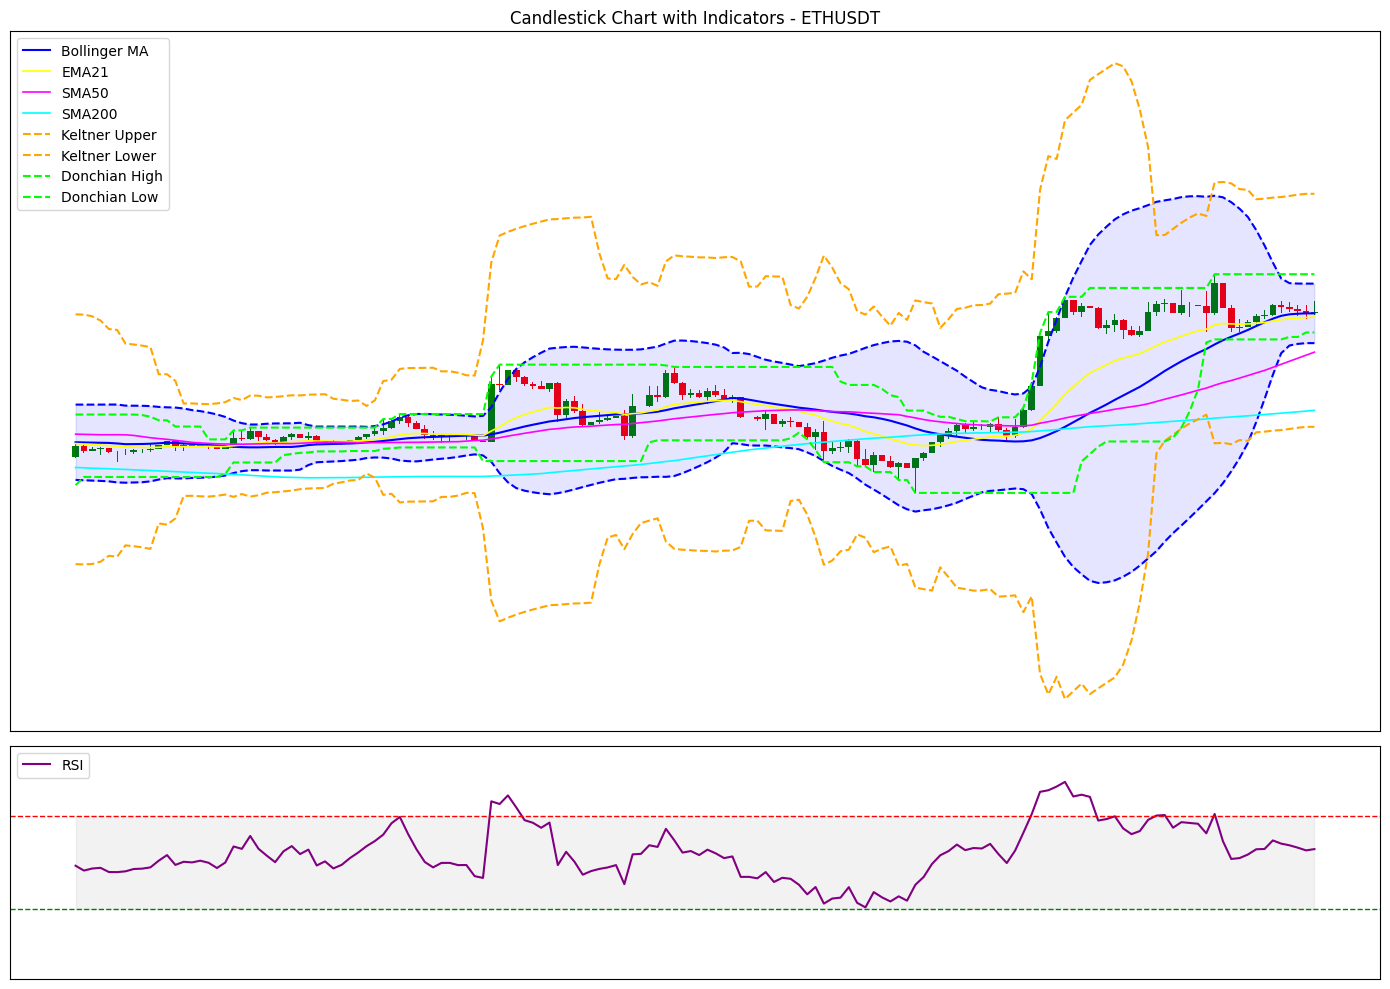 Candlestick Chart with Indicators - ETHUSDT
Bollinger MA
EMA21
SMA50
SMA200
Keltner Upper
Keltner Lower
Donchian High
Donchian Low
RSI